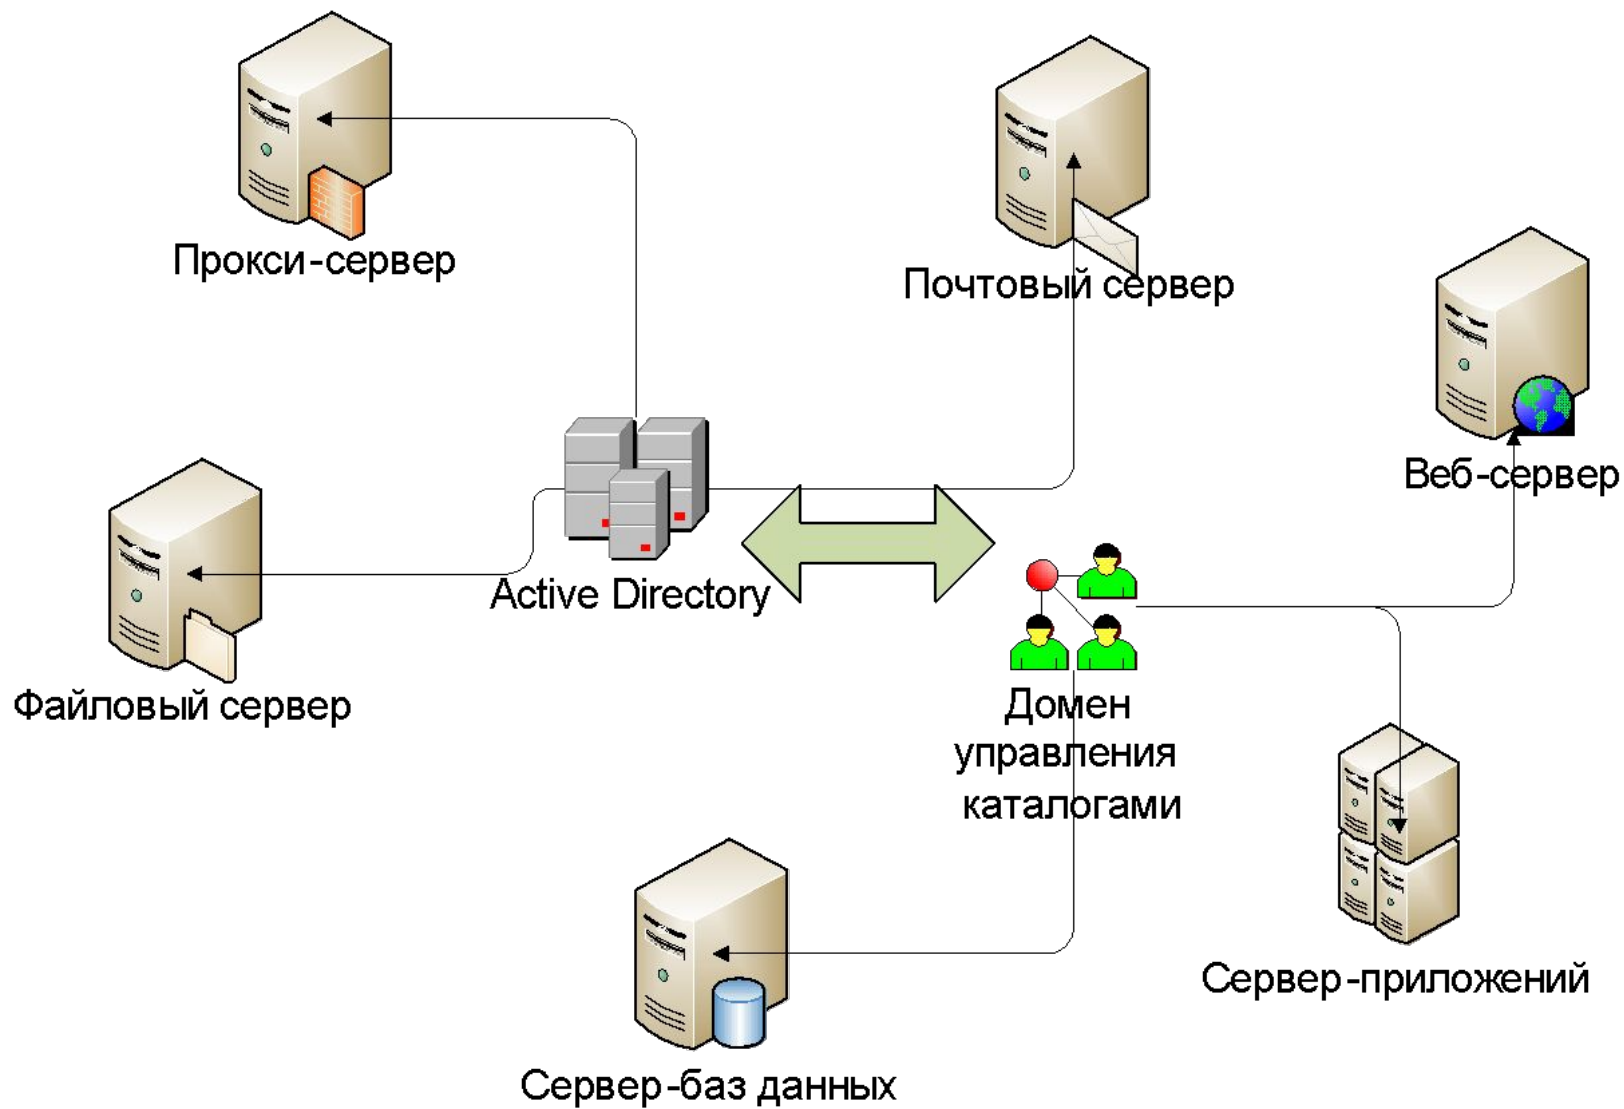 Прокси-сервер
Почтовый сервер
Веб-сервер
Active Directory
Файловый сервер
Домен
управления
каталогами
Сервер-приложений
Сервер-баз данных